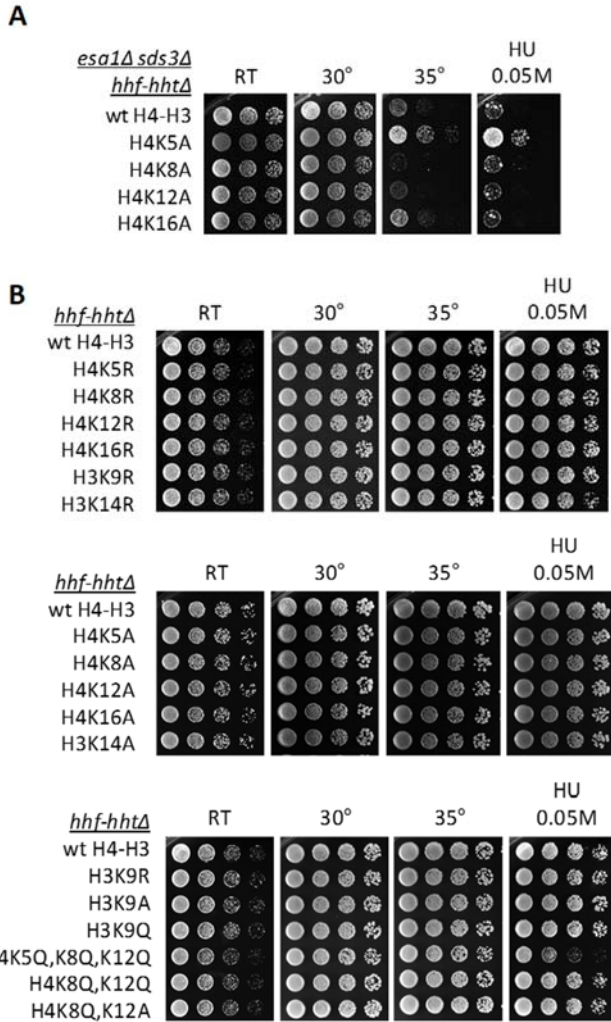 A
esa1Δ sds3Δ
hhf-hhtΔ
RT
30°
35°
HU
0.05M
wt H4-H3
H4K5A
H4K8A
H4K12A
H4K16A
B
hhf-hhtΔ
RT
30°
35°
HU
0.05M
wt H4-H3
H4K5R
H4K8R
H4K12R
H4K16R
H3K9R
H3K14R
hhf-hhtΔ
RT
30°
35°
HU
0.05M
wt H4-H3
H4K5A
H4K8A
H4K12A
H4K16A
H3K14A
hhf-hhtΔ
RT
30°
35°
HU
0.05M
wt H4-H3
H3K9R
H3K9A
H3K9Q
4K5Q,K8Q,K12Q
H4K8Q,K12Q
H4K8Q,K12A